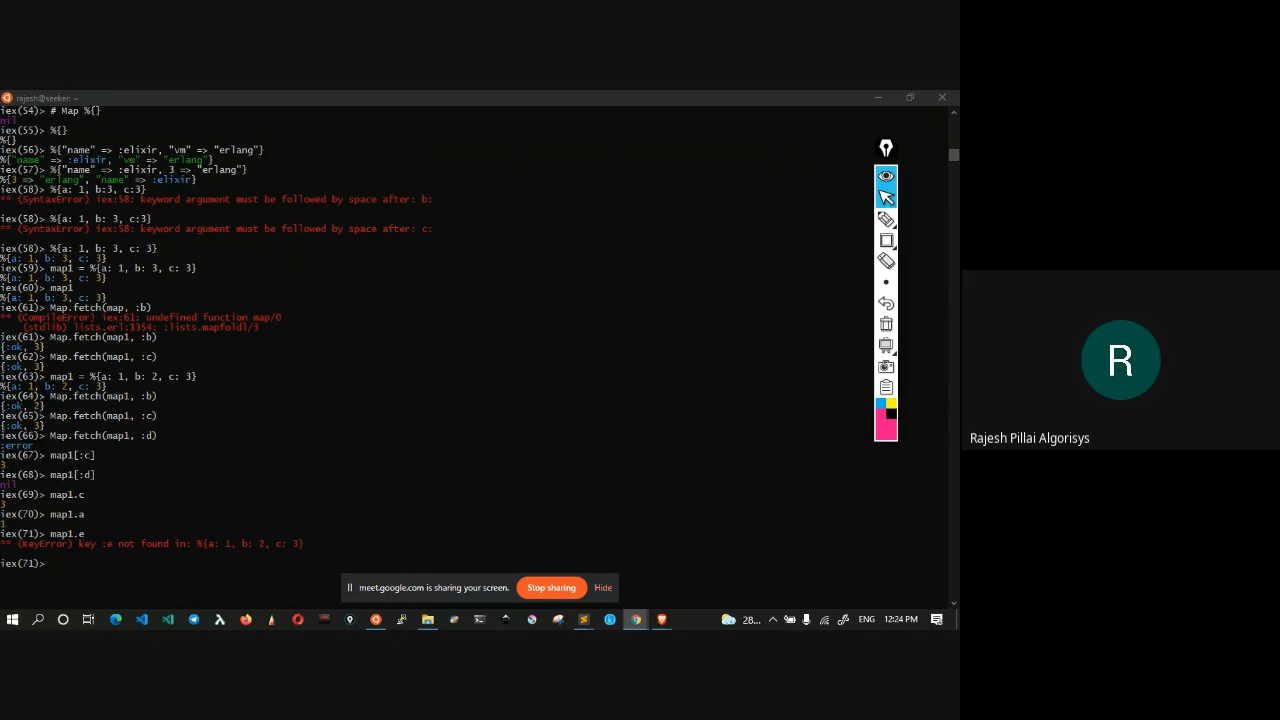 rajesh@seeker: ~
iex(54)> # Map %{}
nil
iex(55)> %{}
%{}
iex(56)> %{"name" => :elixir, "vm" => "erlang"}
%{"name" => :elixir, "vm" => "erlang"}
iex(57)> %{"name" => :elixir, 3 => "erlang"}
%{3 => "erlang", "name" => :elixir}
iex(58)> %{a: 1, b:3, c:3}
** (SyntaxError) iex:58: keyword argument must be followed by space after: b:
iex(58)> %{a: 1, b: 3, c:3}
** (SyntaxError) iex:58: keyword argument must be followed by space after: c:
iex(58)> %{a: 1, b: 3, c: 3}
%{a: 1, b: 3, c: 3}
iex(59)> map1 = %{a: 1, b: 3, c: 3}
%{a: 1, b: 3, c: 3}
iex(60)> map1
%{a: 1, b: 3, c: 3}
iex(61)> Map.fetch(map, :b)
** (CompileError) iex:61: undefined function map/0
(stdlib) lists.erl:1354: :lists.mapfoldl/3
iex(61)> Map.fetch(map1, :b)
{:ok, 3}
iex(62)> Map.fetch(map1, :c)
{:ok, 3}
iex(63)> map1 = %{a: 1, b: 2, c: 3}
%{a: 1, b: 2, c: 3}
iex(64)> Map.fetch(map1, :b)
{:ok, 2}
iex(65)> Map.fetch(map1, :c)
{:ok, 3}
iex(66)> Map.fetch(map1, :d)
:error
iex(67)> map1[:c]
3
iex(68)> map1[:d]
nil
iex(69)> map1.c
3
iex(70)> map1.a
1
iex(71)> map1.e
** (KeyError) key :e not found in: %{a: 1, b: 2, c: 3}
iex(71)>
meet.google.com is sharing your screen. Stop sharing Hide
28... ENG 12:24 PM
R
Rajesh Pillai Algorisys